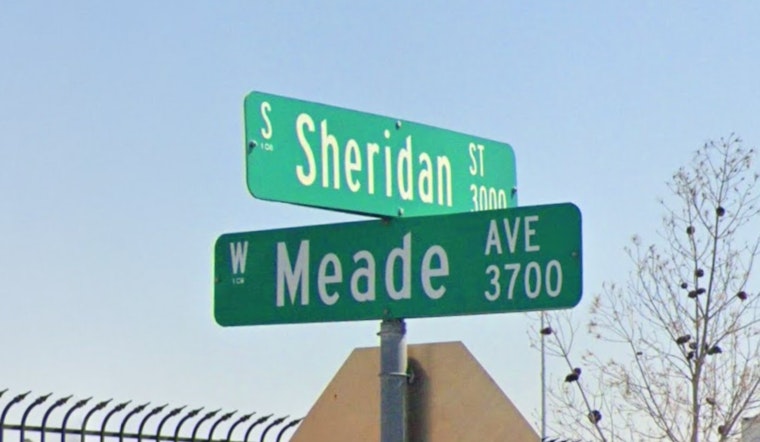 S Sheridan ST
3000
W Meade AVE
3700